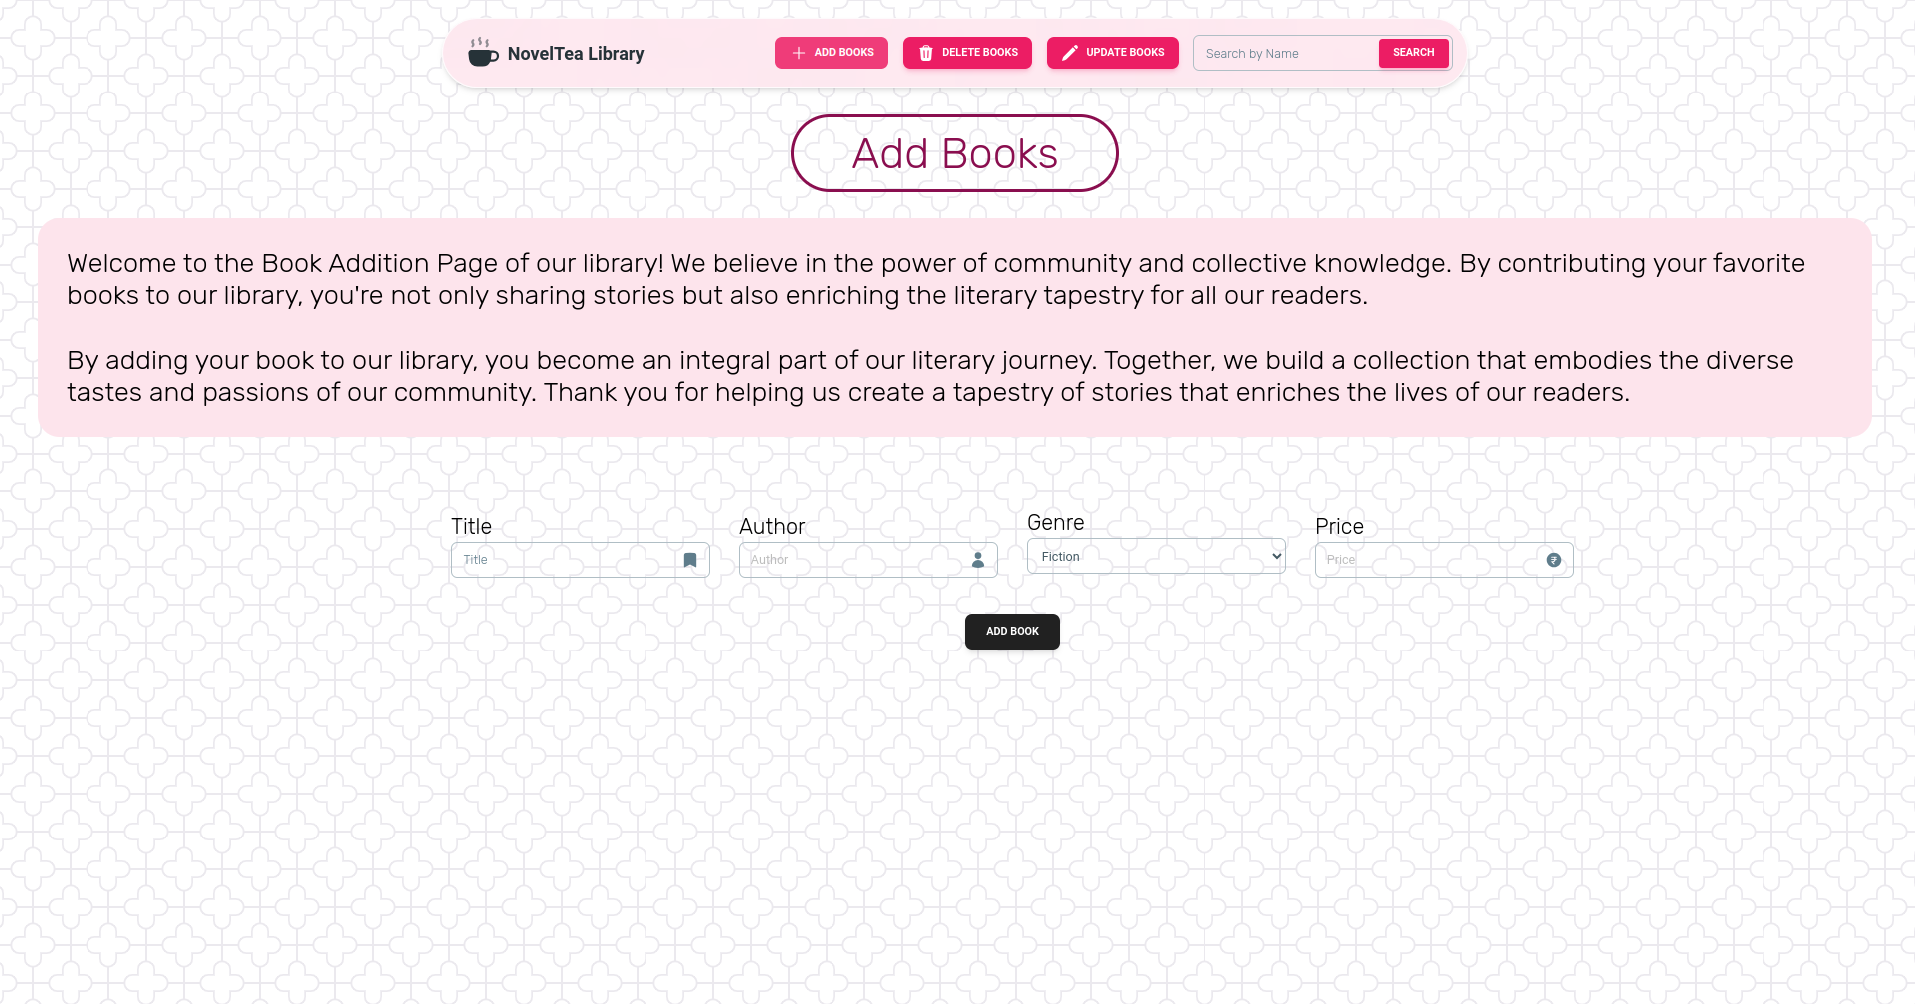 NovelTea Library
ADD BOOKS
DELETE BOOKS
UPDATE BOOKS
Search by Name
SEARCH
Add Books
Welcome to the Book Addition Page of our library! We believe in the power of community and collective knowledge. By contributing your favorite
books to our library, you're not only sharing stories but also enriching the literary tapestry for all our readers.
By adding your book to our library, you become an integral part of our literary journey. Together, we build a collection that embodies the diverse
tastes and passions of our community. Thank you for helping us create a tapestry of stories that enriches the lives of our readers.
Title
Author
Genre
Price
Title
Author
Fiction
Price
₹
ADD BOOK